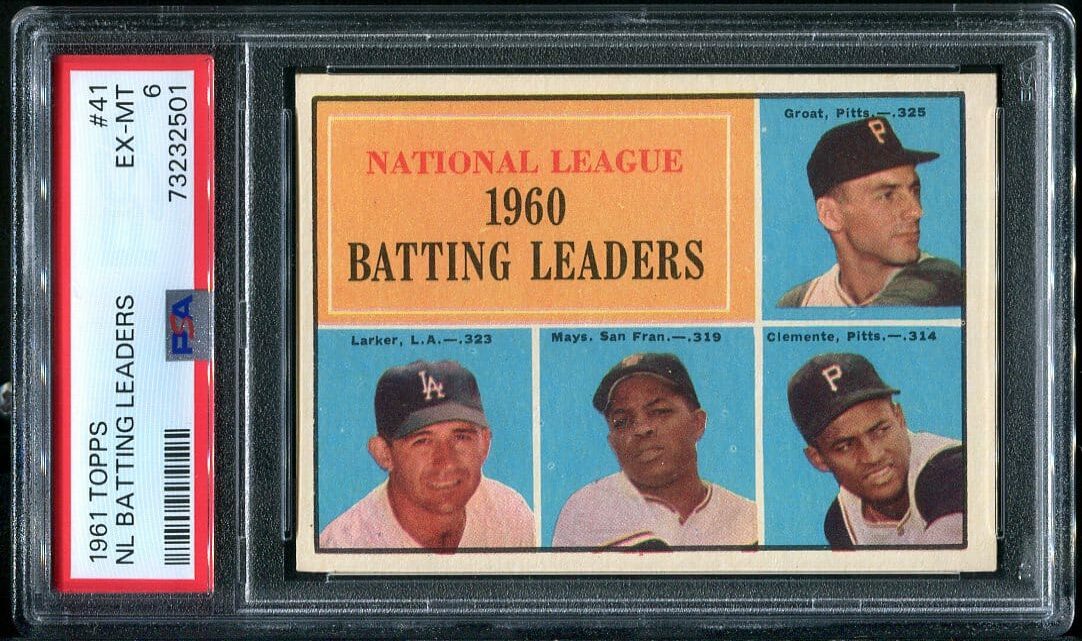 1961 TOPPS
NL BATTING LEADERS
#41
EX-MT
6
73232501
PSA
NATIONAL LEAGUE
1960
BATTING LEADERS
Groat, Pitts.—.325
P
Larker, L.A.—.323
LA
Mays, San Fran.—.319
Clemente, Pitts.—.314
P